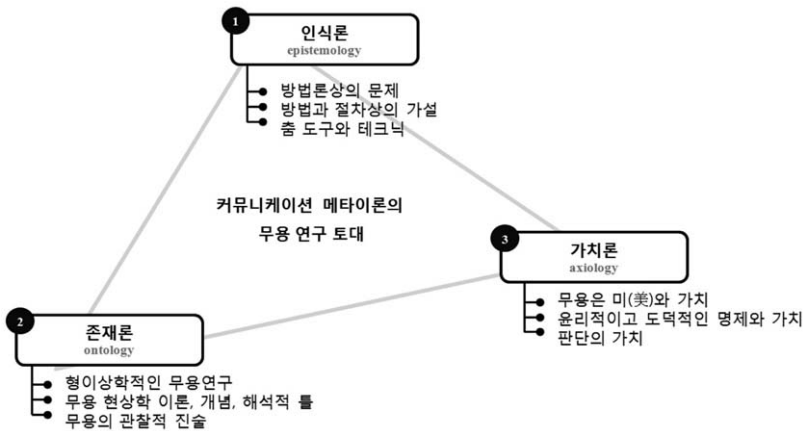 1
인식론
epistemology
방법론상의 문제
방법과 절차상의 가설
춤 도구와 테크닉
커뮤니케이션 메타이론의
무용 연구 토대
3
가치론
axiology
무용은 미(美)와 가치
윤리적이고 도덕적인 명제와 가치
판단의 가치
2
존재론
ontology
형이상학적인 무용연구
무용 현상학 이론, 개념, 해석적 틀
무용의 관찰적 진술